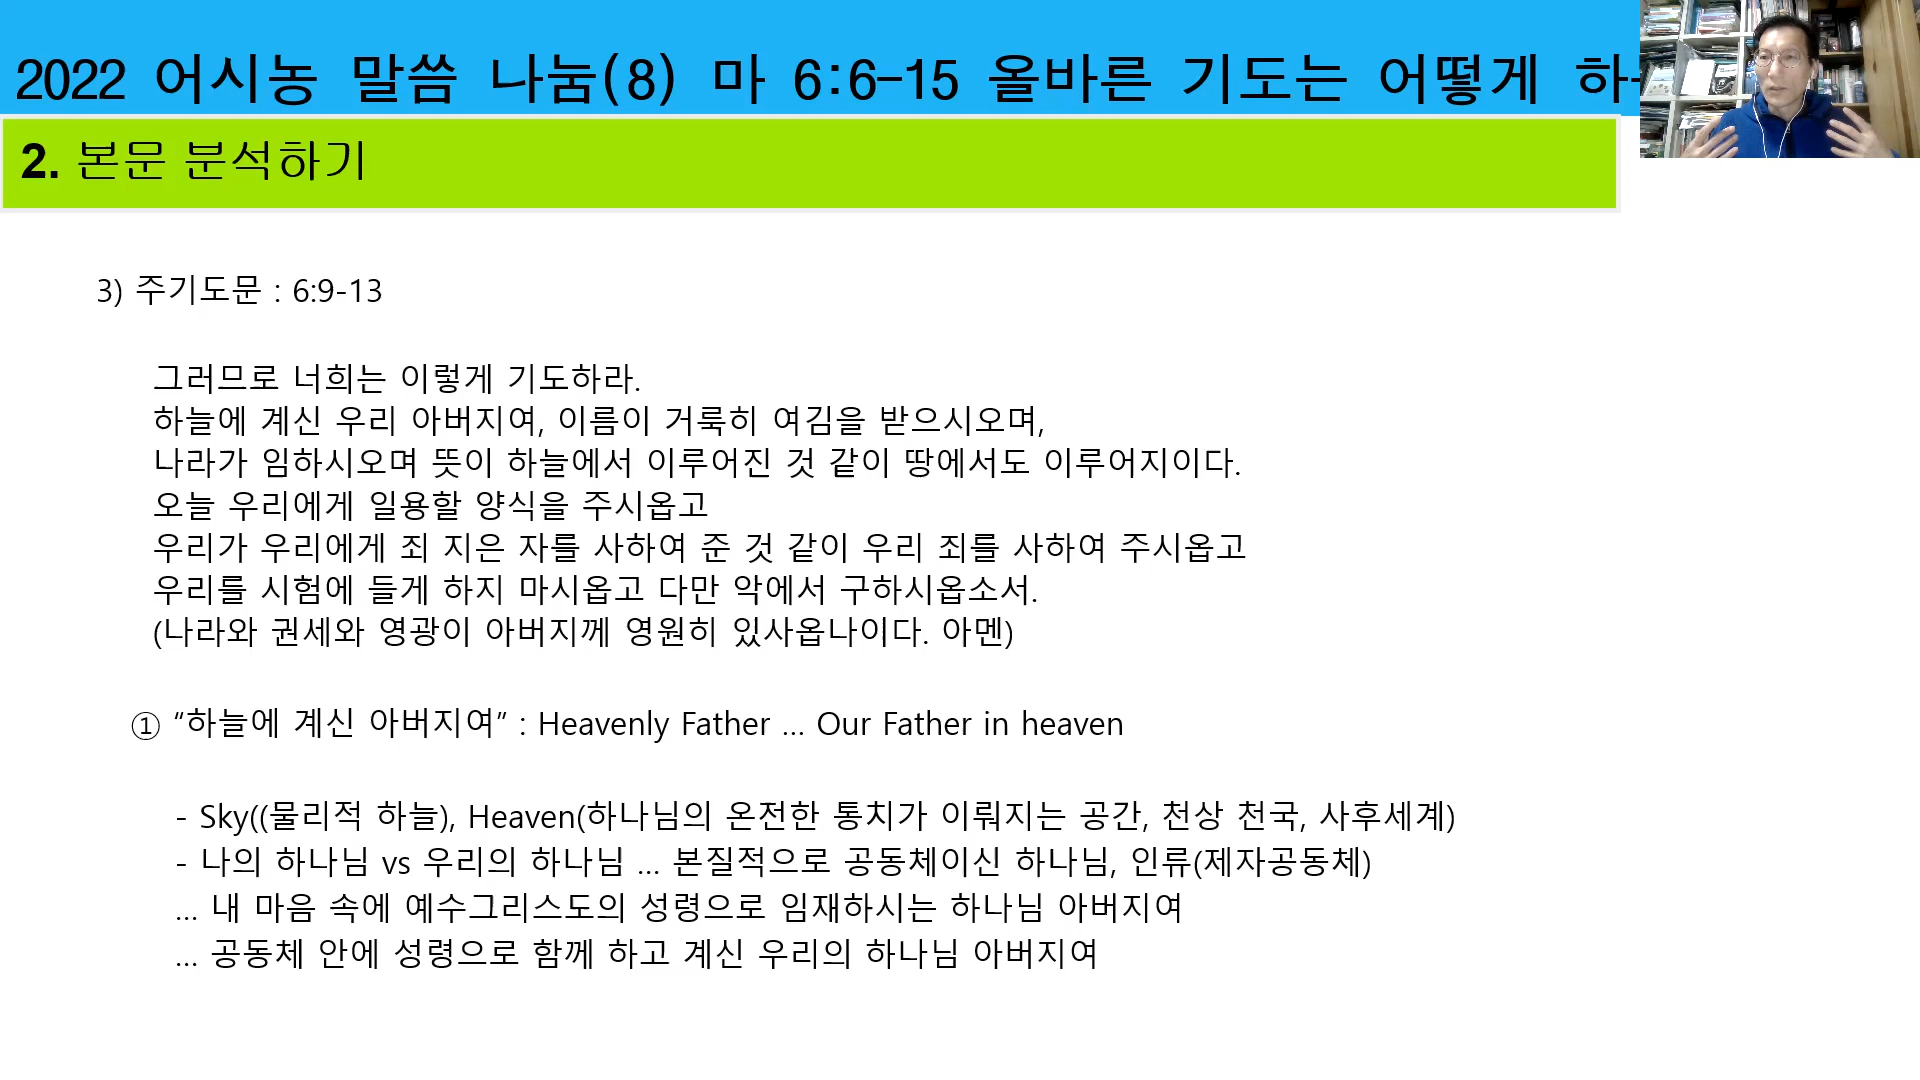 2022 어시농 말씀 나눔(8) 마 6:6-15 올바른 기도는 어떻게 하
2. 본문 분석하기
3) 주기도문 : 6:9-13
그러므로 너희는 이렇게 기도하라.
하늘에 계신 우리 아버지여, 이름이 거룩히 여김을 받으시오며,
나라가 임하시오며 뜻이 하늘에서 이루어진 것 같이 땅에서도 이루어지이다.
오늘 우리에게 일용할 양식을 주시옵고
우리가 우리에게 죄 지은 자를 사하여 준 것 같이 우리 죄를 사하여 주시옵고
우리를 시험에 들게 하지 마시옵고 다만 악에서 구하시옵소서.
(나라와 권세와 영광이 아버지께 영원히 있사옵나이다. 아멘)
① “하늘에 계신 아버지여” : Heavenly Father ... Our Father in heaven
- Sky((물리적 하늘), Heaven(하나님의 온전한 통치가 이뤄지는 공간, 천상 천국, 사후세계)
- 나의 하나님 vs 우리의 하나님 ... 본질적으로 공동체이신 하나님, 인류(제자공동체)
... 내 마음 속에 예수그리스도의 성령으로 임재하시는 하나님 아버지여
... 공동체 안에 성령으로 함께 하고 계신 우리의 하나님 아버지여